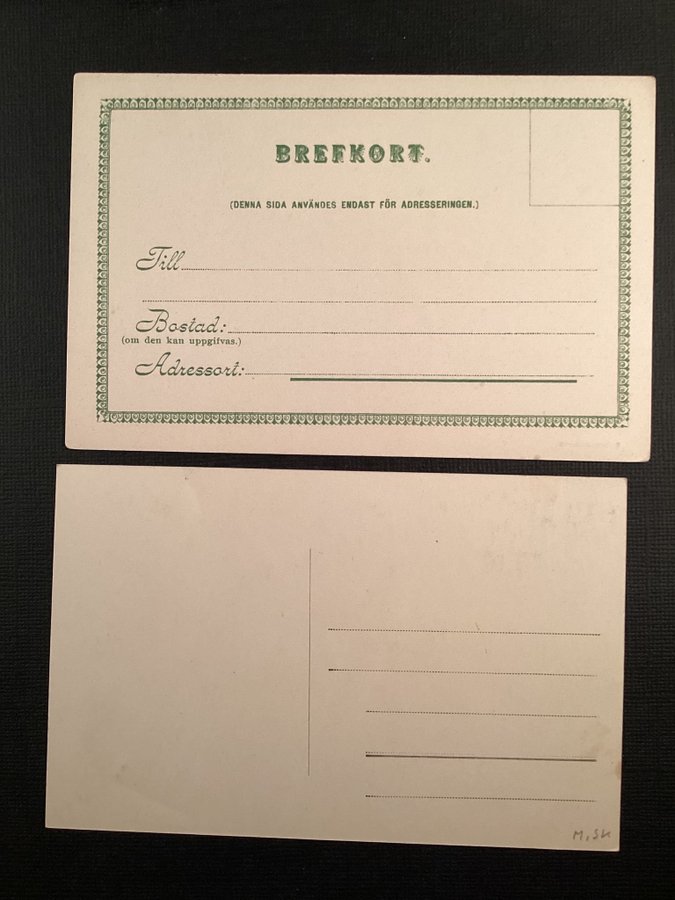 BREFKORT.
(DENNA SIDA ANVÄNDES ENDAST FÖR ADRESSERINGEN.)
Till
Bostad:
(om den kan uppgifvas.)
Adressort:
M, SK